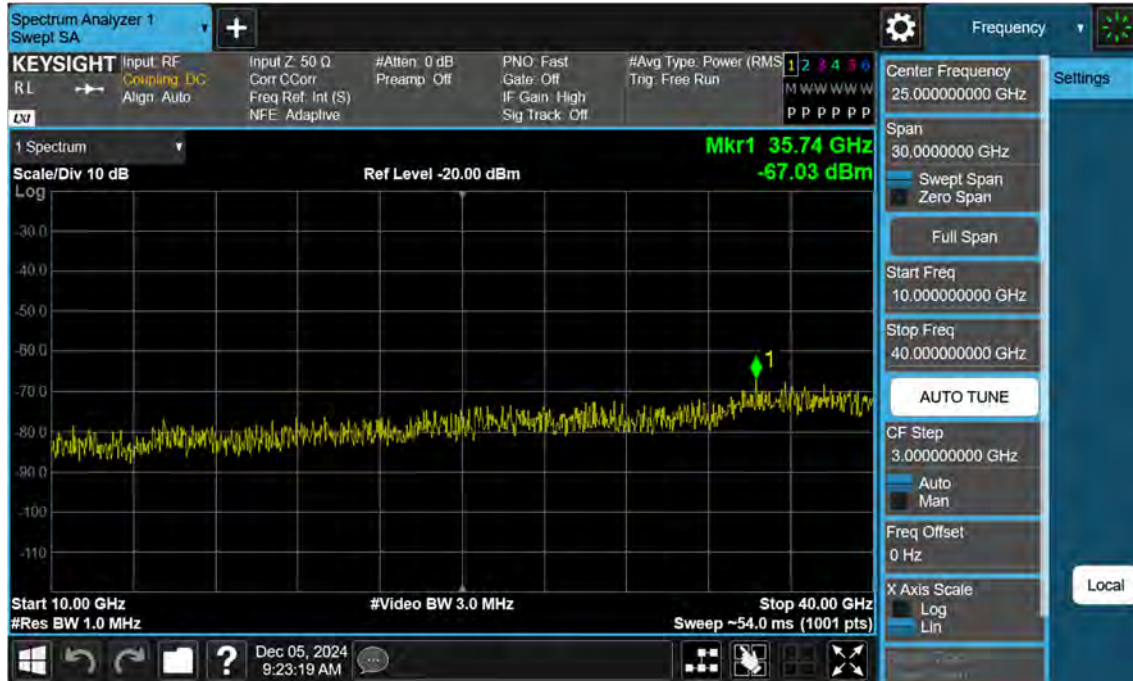 Spectrum Analyzer 1
Swept SA
+
Frequency
KEYSIGHT
RL
LXI
Input: RF
Coupling: DC
Align: Auto
Input Z: 50 Ω
Corr CCorr
Freq Ref: Int (S)
NFE: Adaptive
#Atten: 0 dB
Preamp: Off
PNO: Fast
Gate: Off
IF Gain: High
Sig Track: Off
#Avg Type: Power (RMS
Trig: Free Run
1 2 3 4 5 6
M W W W W W
P P P P P P
Center Frequency
25.000000000 GHz
Settings
Span
30.0000000 GHz
Swept Span
Zero Span
Full Span
Start Freq
10.000000000 GHz
Stop Freq
40.000000000 GHz
AUTO TUNE
CF Step
3.000000000 GHz
Auto
Man
Freq Offset
0 Hz
X Axis Scale
Log
Lin
Local
1 Spectrum
Scale/Div 10 dB
Ref Level -20.00 dBm
Mkr1 35.74 GHz
-67.03 dBm
Log
-30.0
-40.0
-50.0
-60.0
1
-70.0
-80.0
-90.0
-100
-110
Start 10.00 GHz
#Video BW 3.0 MHz
Stop 40.00 GHz
#Res BW 1.0 MHz
Sweep ~54.0 ms (1001 pts)
?
Dec 05, 2024
9:23:19 AM